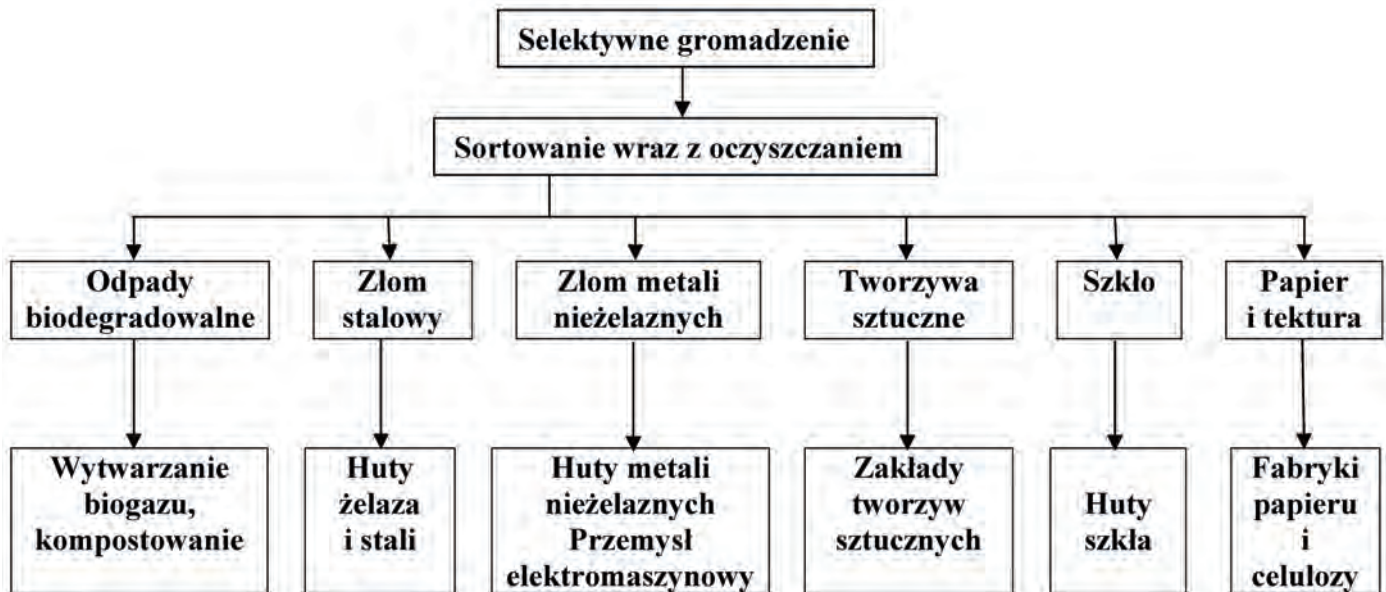 Selektywne gromadzenie
Sortowanie wraz z oczyszczaniem
Odpady
biodegradowalne
Złom
stalowy
Złom metali
nieżelaznych
Tworzywa
sztuczne
Szkło
Papier
i tektura
Wytwarzanie
biogazu,
kompostowanie
Huty
żelaza
i stali
Huty metali
nieżelaznych
Przemysł
elektromaszynowy
Zakłady
tworzyw
sztucznych
Huty
szkła
Fabryki
papieru
i
celulozy